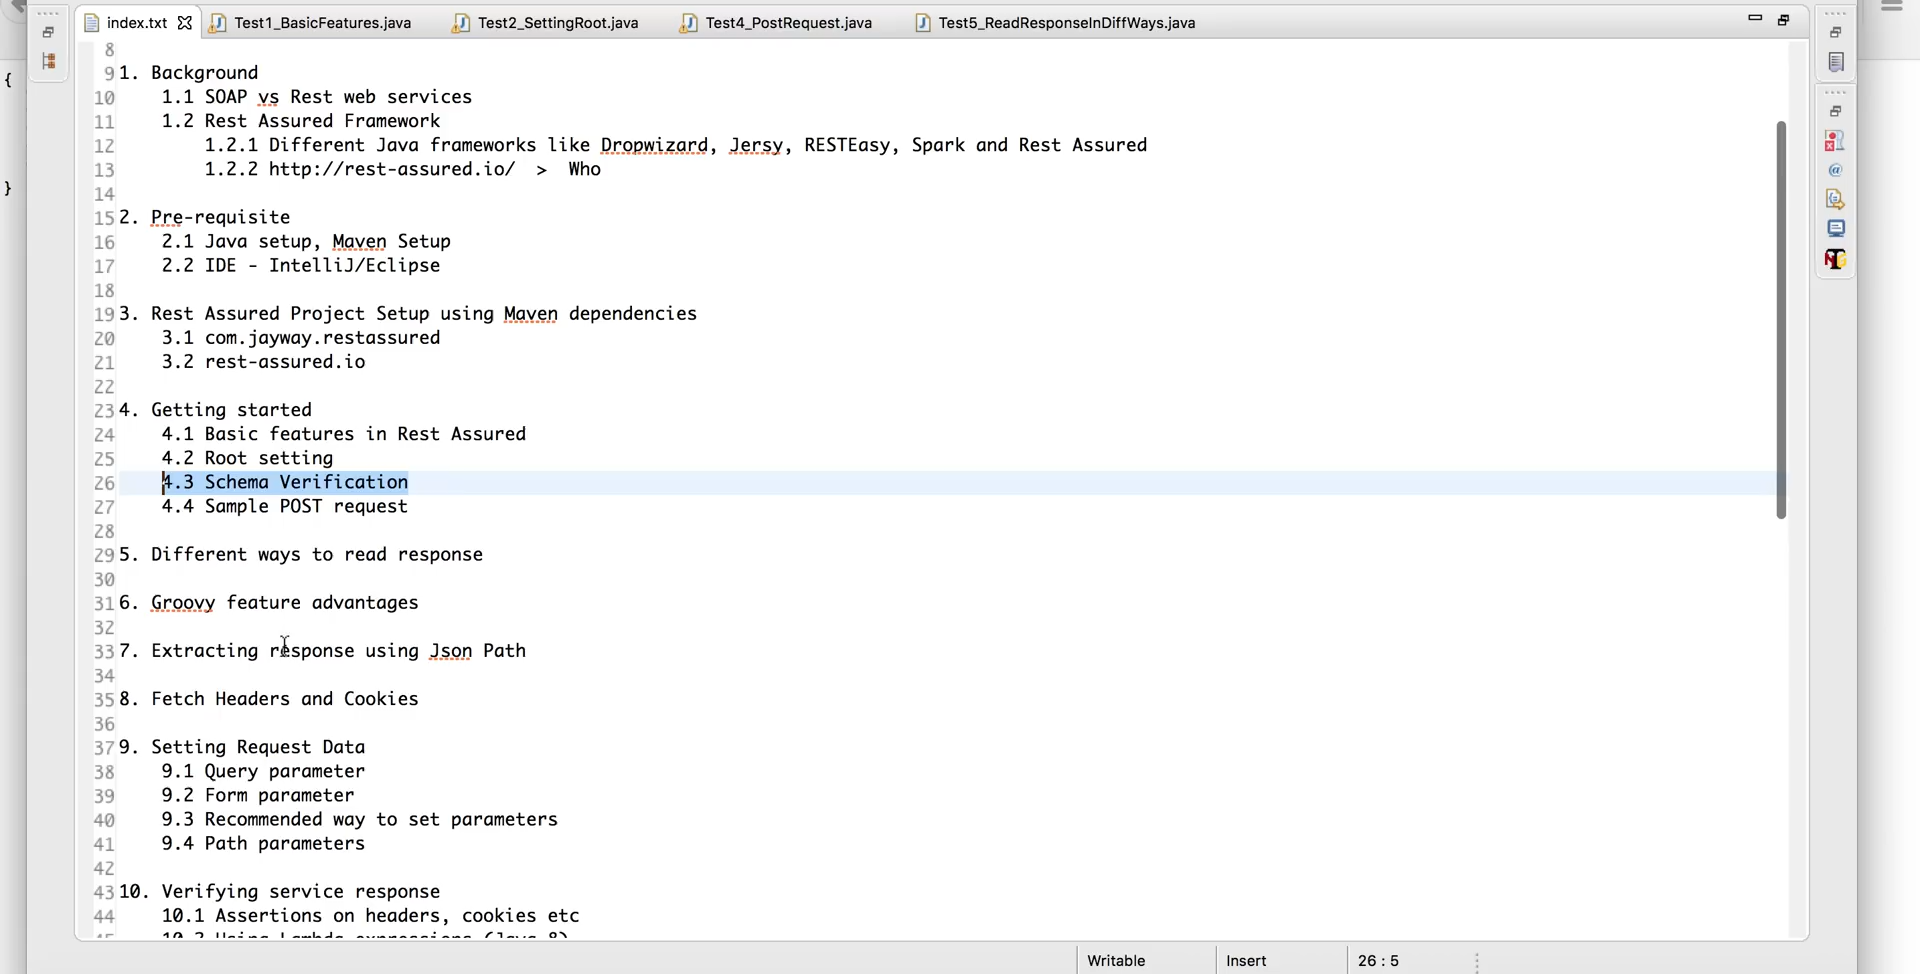 index.txt Test1_BasicFeatures.java Test2_SettingRoot.java Test4_PostRequest.java Test5_ReadResponseInDiffWays.java
{
}
8
9 1. Background
10 1.1 SOAP vs Rest web services
11 1.2 Rest Assured Framework
12 1.2.1 Different Java frameworks like Dropwizard, Jersy, RESTEasy, Spark and Rest Assured
13 1.2.2 http://rest-assured.io/ > Who
14
15 2. Pre-requisite
16 2.1 Java setup, Maven Setup
17 2.2 IDE - IntelliJ/Eclipse
18
19 3. Rest Assured Project Setup using Maven dependencies
20 3.1 com.jayway.restassured
21 3.2 rest-assured.io
22
23 4. Getting started
24 4.1 Basic features in Rest Assured
25 4.2 Root setting
26 4.3 Schema Verification
27 4.4 Sample POST request
28
29 5. Different ways to read response
30
31 6. Groovy feature advantages
32
33 7. Extracting response using Json Path
34
35 8. Fetch Headers and Cookies
36
37 9. Setting Request Data
38 9.1 Query parameter
39 9.2 Form parameter
40 9.3 Recommended way to set parameters
41 9.4 Path parameters
42
43 10. Verifying service response
44 10.1 Assertions on headers, cookies etc
Using Lambda expressions (Java 8)
Writable Insert 26 : 5